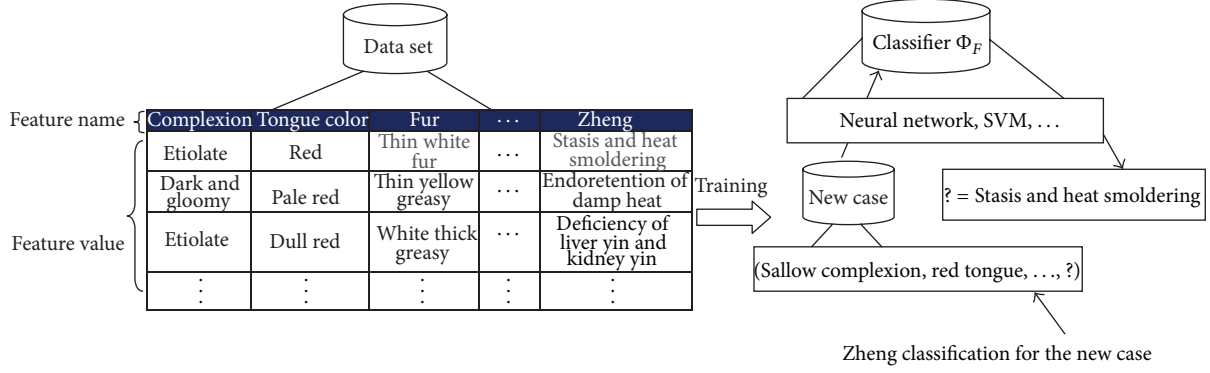 Data set
Feature name
Complexion Tongue color Fur ... Zheng
Etiolate Red Thin white fur ... Stasis and heat smoldering
Dark and gloomy Pale red Thin yellow greasy ... Endoretention of damp heat
Feature value
Etiolate Dull red White thick greasy ... Deficiency of liver yin and kidney yin
⋮ ⋮ ⋮ ⋮ ⋮
Training
Classifier Φ_F
Neural network, SVM, ...
New case
? = Stasis and heat smoldering
(Sallow complexion, red tongue, ..., ?)
Zheng classification for the new case